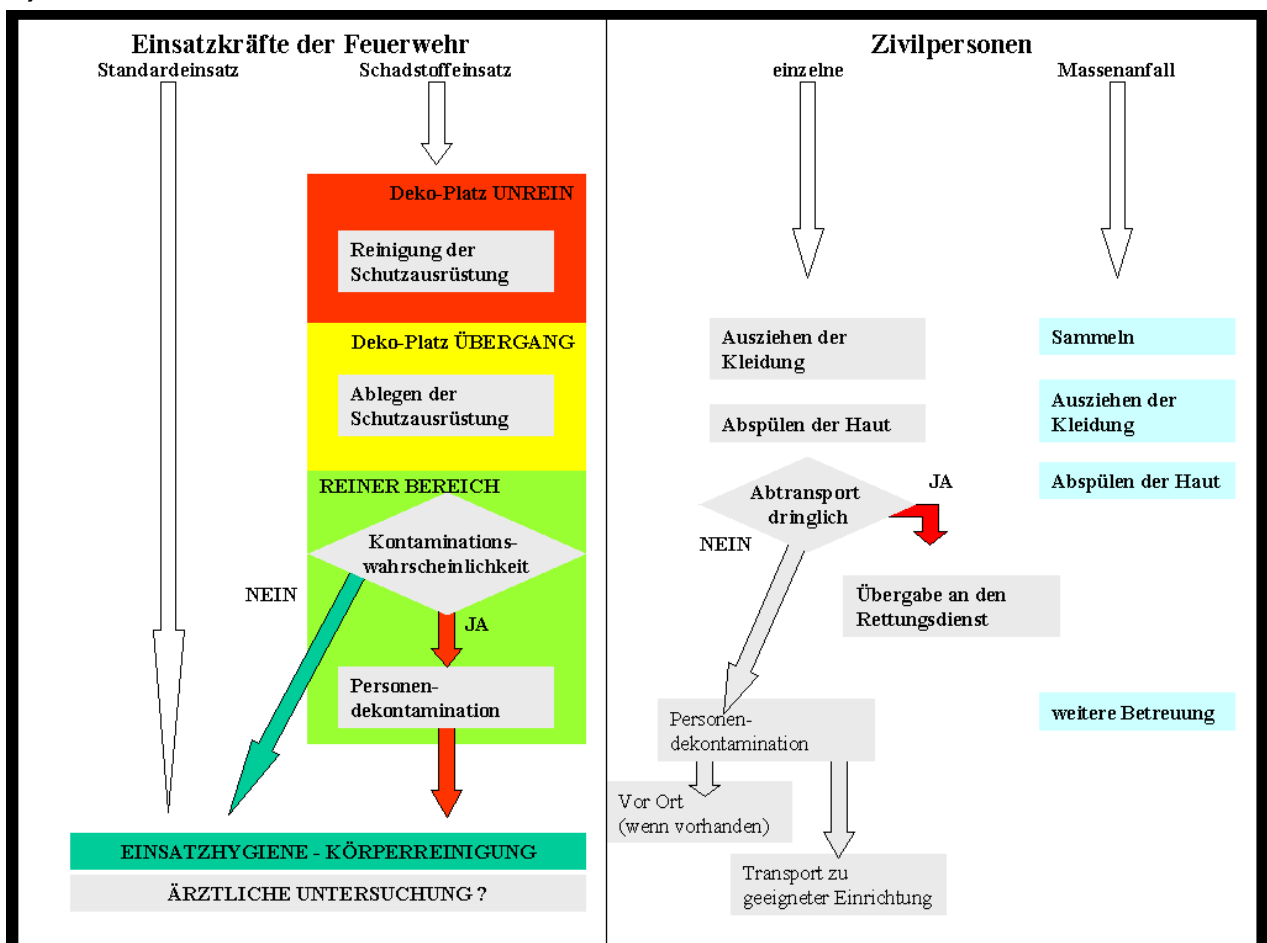 Einsatzkräfte der Feuerwehr
Standardeinsatz
Schadstoffeinsatz
Deko-Platz UNREIN
Reinigung der
Schutzausrüstung
Deko-Platz ÜBERGANG
Ablegen der
Schutzausrüstung
REINER BEREICH
Kontaminations-
wahrscheinlichkeit
NEIN
JA
Personen-
dekontamination
EINSATZHYGIENE - KÖRPERREINIGUNG
ÄRZTLICHE UNTERSUCHUNG ?
Zivilpersonen
einzelne
Massenanfall
Ausziehen der
Kleidung
Abspülen der Haut
Abtransport
dringlich
JA
NEIN
Übergabe an den
Rettungsdienst
Personen-
dekontamination
Vor Ort
(wenn vorhanden)
Transport zu
geeigneter Einrichtung
Sammeln
Ausziehen der
Kleidung
Abspülen der Haut
weitere Betreuung